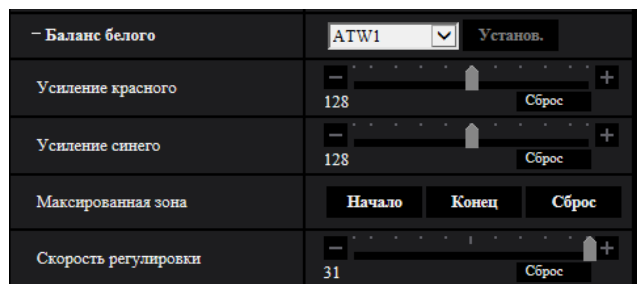 − Баланс белого ATW1 Установ.
Усиление красного − + 128 Сброс
Усиление синего − + 128 Сброс
Максированная зона Начало Конец Сброс
Скорость регулировки − + 31 Сброс